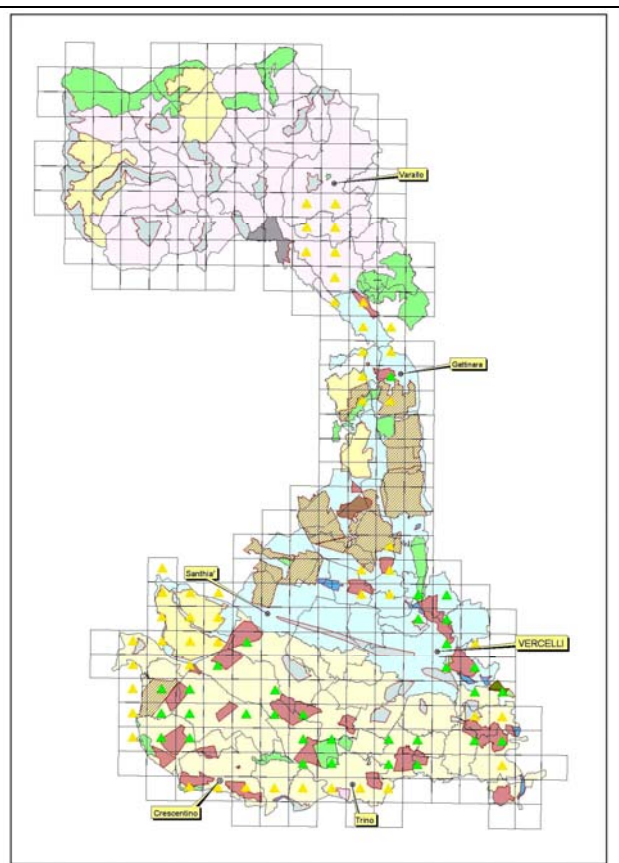 Varallo
Gattinara
Santhia'
VERCELLI
Crescentino
Trino